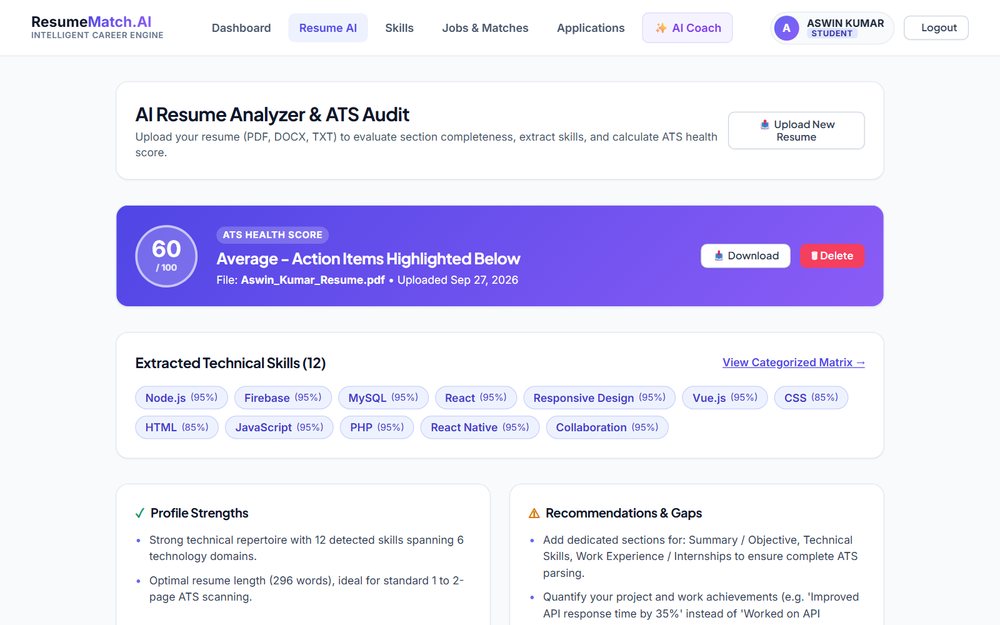 ResumeMatch.AI
INTELLIGENT CAREER ENGINE
Dashboard
Resume AI
Skills
Jobs & Matches
Applications
✨ AI Coach
A
ASWIN KUMAR
STUDENT
Logout
AI Resume Analyzer & ATS Audit
Upload your resume (PDF, DOCX, TXT) to evaluate section completeness, extract skills, and calculate ATS health
score.
📤 Upload New
Resume
60
/ 100
ATS HEALTH SCORE
Average – Action Items Highlighted Below
File: Aswin_Kumar_Resume.pdf • Uploaded Sep 27, 2026
📥 Download
🗑 Delete
Extracted Technical Skills (12)
View Categorized Matrix →
Node.js (95%)
Firebase (95%)
MySQL (95%)
React (95%)
Responsive Design (95%)
Vue.js (95%)
CSS (85%)
HTML (85%)
JavaScript (95%)
PHP (95%)
React Native (95%)
Collaboration (95%)
✓ Profile Strengths
• Strong technical repertoire with 12 detected skills spanning 6
technology domains.
• Optimal resume length (296 words), ideal for standard 1 to 2-
page ATS scanning.
⚠ Recommendations & Gaps
• Add dedicated sections for: Summary / Objective, Technical
Skills, Work Experience / Internships to ensure complete ATS
parsing.
• Quantify your project and work achievements (e.g. 'Improved
API response time by 35%' instead of 'Worked on API